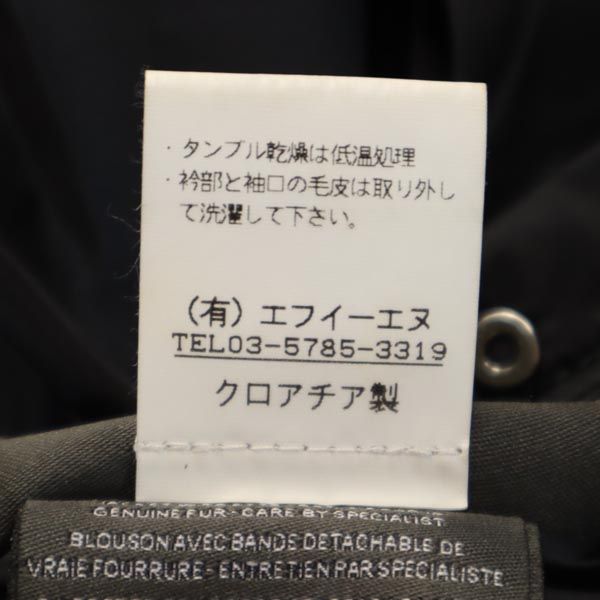 ・タンブル乾燥は低温処理
・衿部と袖口の毛皮は取り外し
て洗濯して下さい。
(有)エフイーエヌ
TEL03-5785-3319
クロアチア製
GENUINE FUR - CARE BY SPECIALIST
BLOUSON AVEC BANDE DETACHABLE DE
VRAIE FOURRURE - ENTRETIEN PAR SPECIALISTE